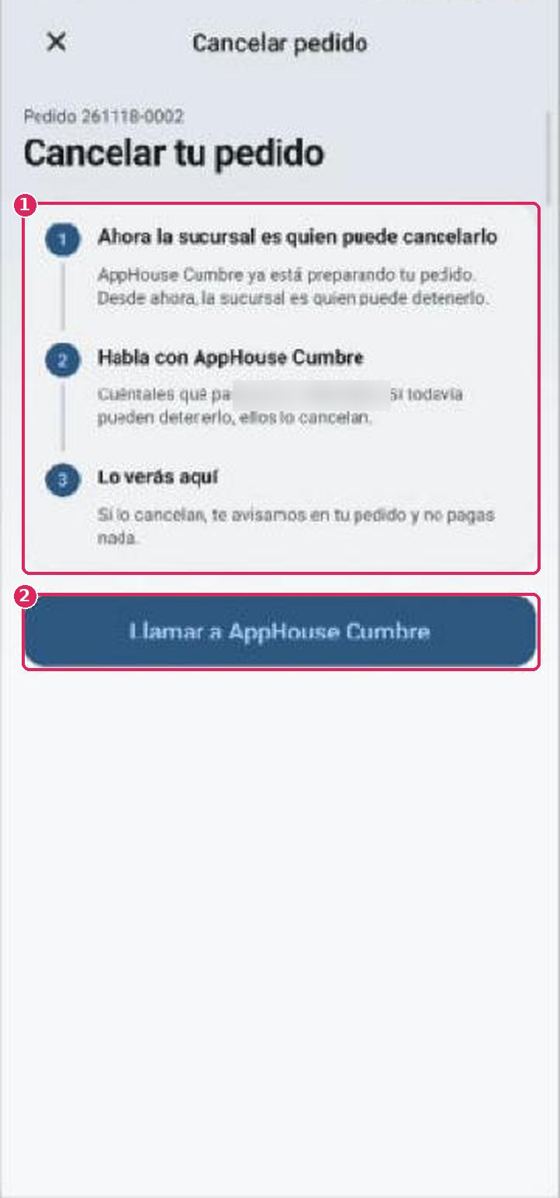 Cancelar pedido
Pedido 261118-0002
Cancelar tu pedido
1
1
Ahora la sucursal es quien puede cancelarlo
AppHouse Cumbre ya está preparando tu pedido.
Desde ahora, la sucursal es quien puede detenerlo.
2
Habla con AppHouse Cumbre
Cuéntales qué pa Si todavía
pueden detenerlo, ellos lo cancelan.
3
Lo verás aquí
Si lo cancelan, te avisamos en tu pedido y no pagas
nada.
2
Llamar a AppHouse Cumbre